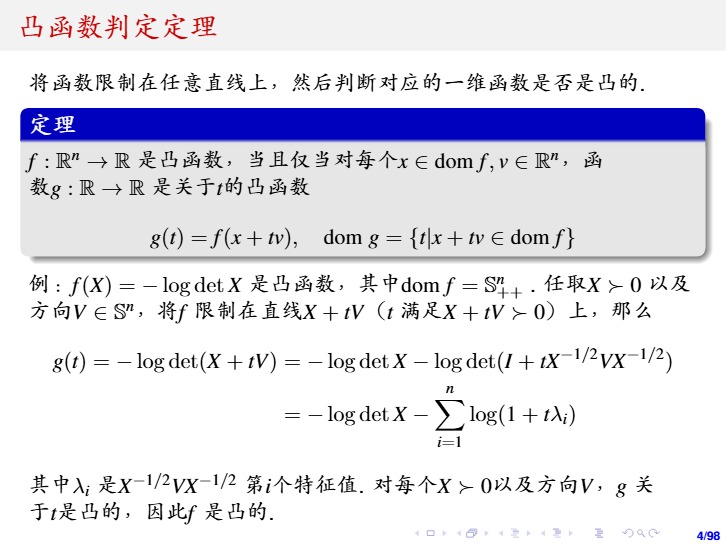 凸函数判定定理
将函数限制在任意直线上，然后判断对应的一维函数是否是凸的.
定理
f : ℝⁿ → ℝ 是凸函数，当且仅当对每个x ∈ dom f, v ∈ ℝⁿ，函
数g : ℝ → ℝ 是关于t的凸函数
g(t) = f(x + tv), dom g = {t|x + tv ∈ dom f}
例：f(X) = − log det X 是凸函数，其中dom f = 𝕊ⁿ₊₊. 任取X ≻ 0 以及
方向V ∈ 𝕊ⁿ，将f 限制在直线X + tV（t 满足X + tV ≻ 0）上，那么
g(t) = − log det(X + tV) = − log det X − log det(I + tX^{−1/2}VX^{−1/2})
= − log det X − ∑_{i=1}^{n} log(1 + tλᵢ)
其中λᵢ 是X^{−1/2}VX^{−1/2} 第i个特征值. 对每个X ≻ 0以及方向V，g 关
于t是凸的，因此f 是凸的.
4/98